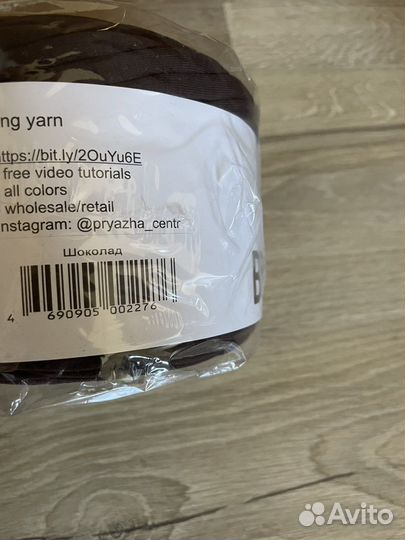 ng yarn
https://bit.ly/2OuYu6E
free video tutorials
all colors
wholesale/retail
nstagram: @pryazha_centr
Шоколад
4 690905 002276
B
Avito